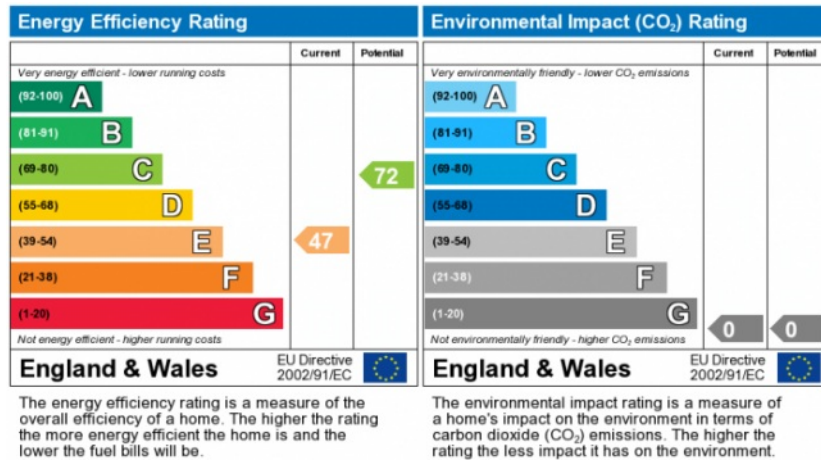 Energy Efficiency Rating
Current Potential
Very energy efficient - lower running costs
(92-100) A
(81-91) B
(69-80) C
72
(55-68) D
(39-54) E
47
(21-38) F
(1-20) G
Not energy efficient - higher running costs
England & Wales
EU Directive
2002/91/EC
The energy efficiency rating is a measure of the
overall efficiency of a home. The higher the rating
the more energy efficient the home is and the
lower the fuel bills will be.
Environmental Impact (CO₂) Rating
Current Potential
Very environmentally friendly - lower CO₂ emissions
(92-100) A
(81-91) B
(69-80) C
(55-68) D
(39-54) E
(21-38) F
(1-20) G
0 0
Not environmentally friendly - higher CO₂ emissions
England & Wales
EU Directive
2002/91/EC
The environmental impact rating is a measure of
a home's impact on the environment in terms of
carbon dioxide (CO₂) emissions. The higher the
rating the less impact it has on the environment.